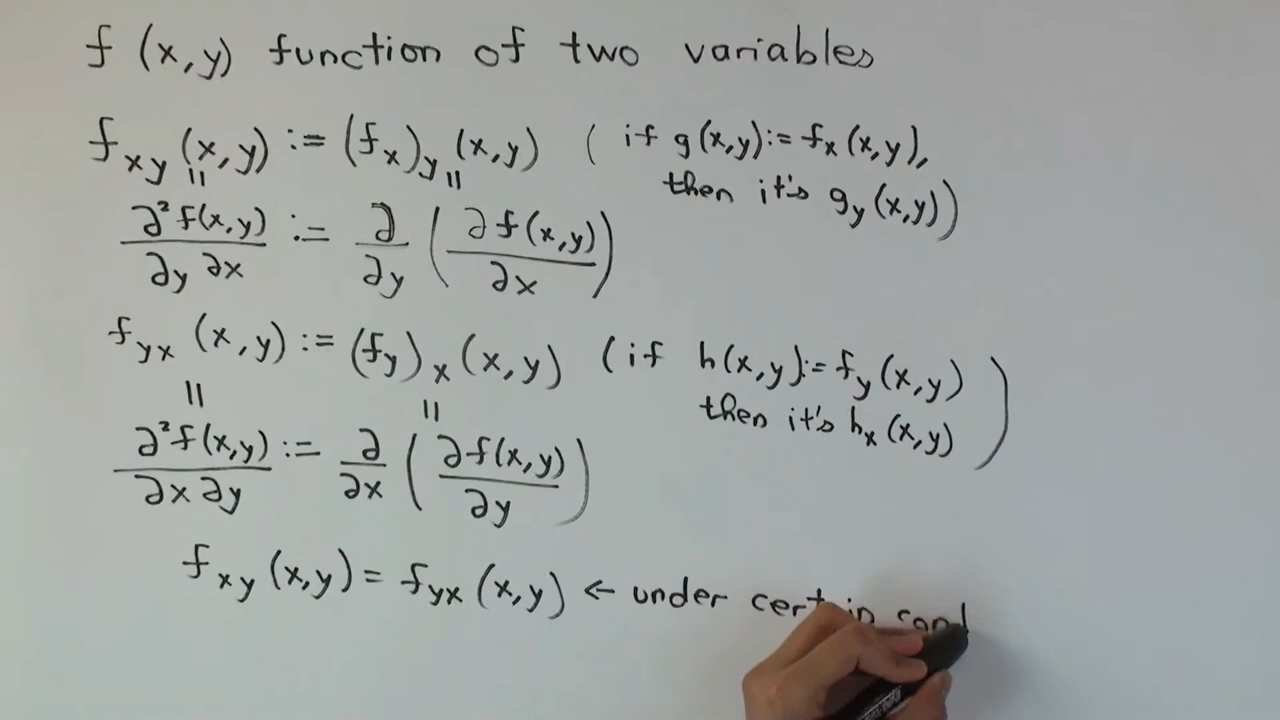 f (x,y) function of two variables
f_xy (x,y) := (f_x)_y (x,y) ( if g(x,y):= f_x (x,y),
then it's g_y (x,y))
∂²f(x,y)/∂y ∂x := ∂/∂y (∂f(x,y)/∂x)
f_yx (x,y) := (f_y)_x (x,y) (if h(x,y):= f_y (x,y)
then it's h_x (x,y) )
∂²f(x,y)/∂x ∂y := ∂/∂x (∂f(x,y)/∂y)
f_xy (x,y) = f_yx (x,y) ← under